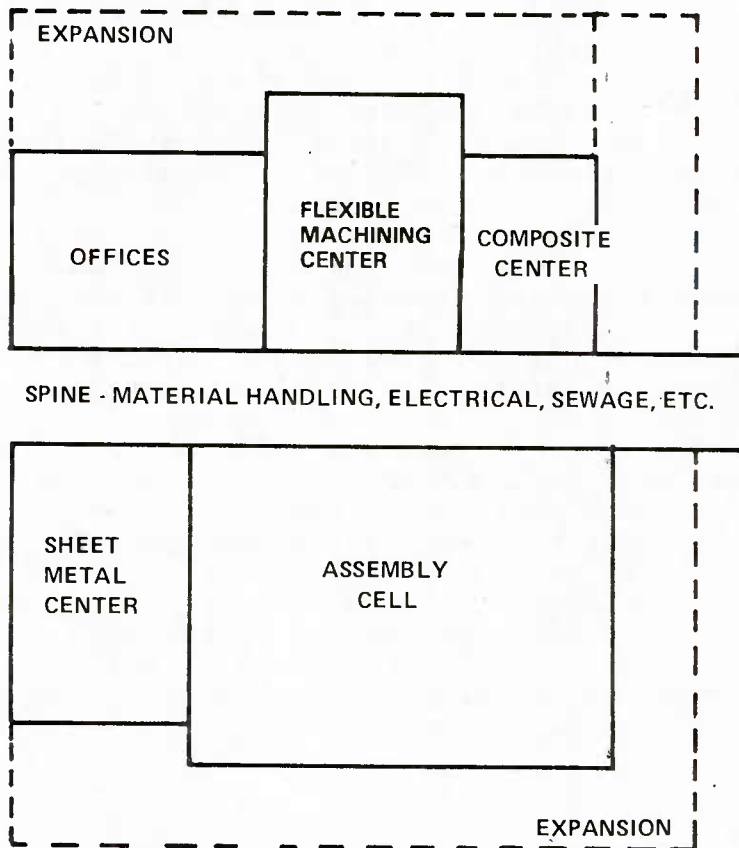 EXPANSION
OFFICES
FLEXIBLE
MACHINING
CENTER
COMPOSITE
CENTER
SPINE - MATERIAL HANDLING, ELECTRICAL, SEWAGE, ETC.
SHEET
METAL
CENTER
ASSEMBLY
CELL
EXPANSION